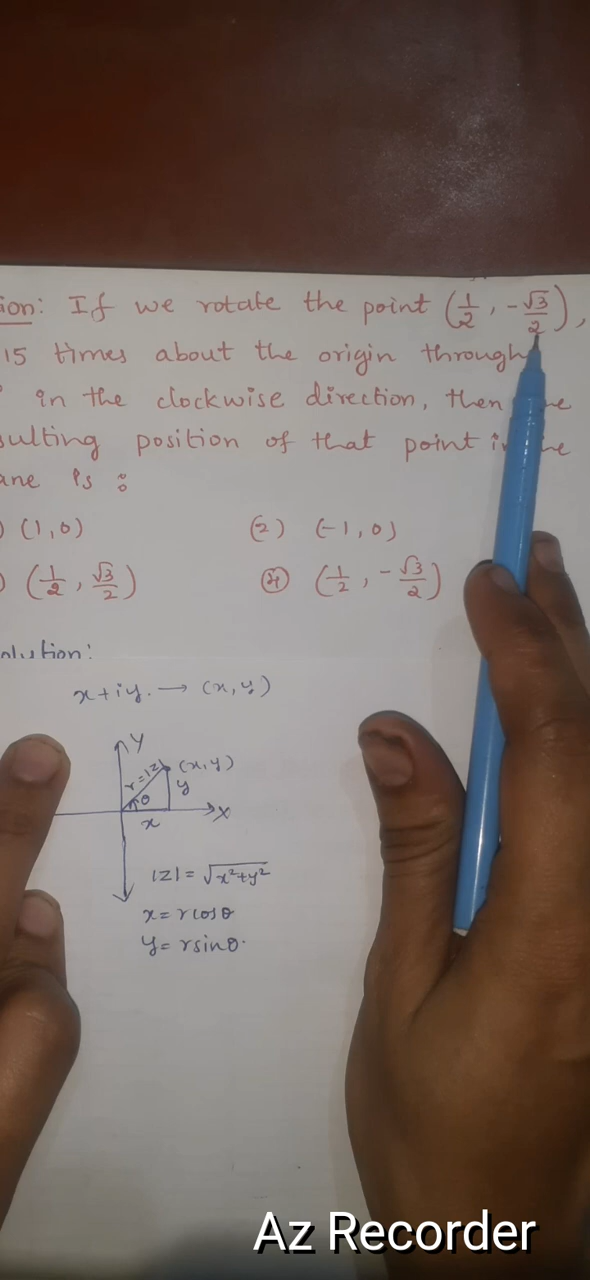 ion: If we rotate the point (1/2, -√3/2),
15 times about the origin through
in the clockwise direction, then
sulting position of that point
ane is :
) (1,0) (2) (-1,0)
) (1/2, √3/2) (4) (1/2, -√3/2)
olution:
x+iy. → (x,y)
Y
r=|z| (x,y)
θ y
x X
|z| = √x²+y²
x = r cosθ
y = r sinθ.
Az Recorder